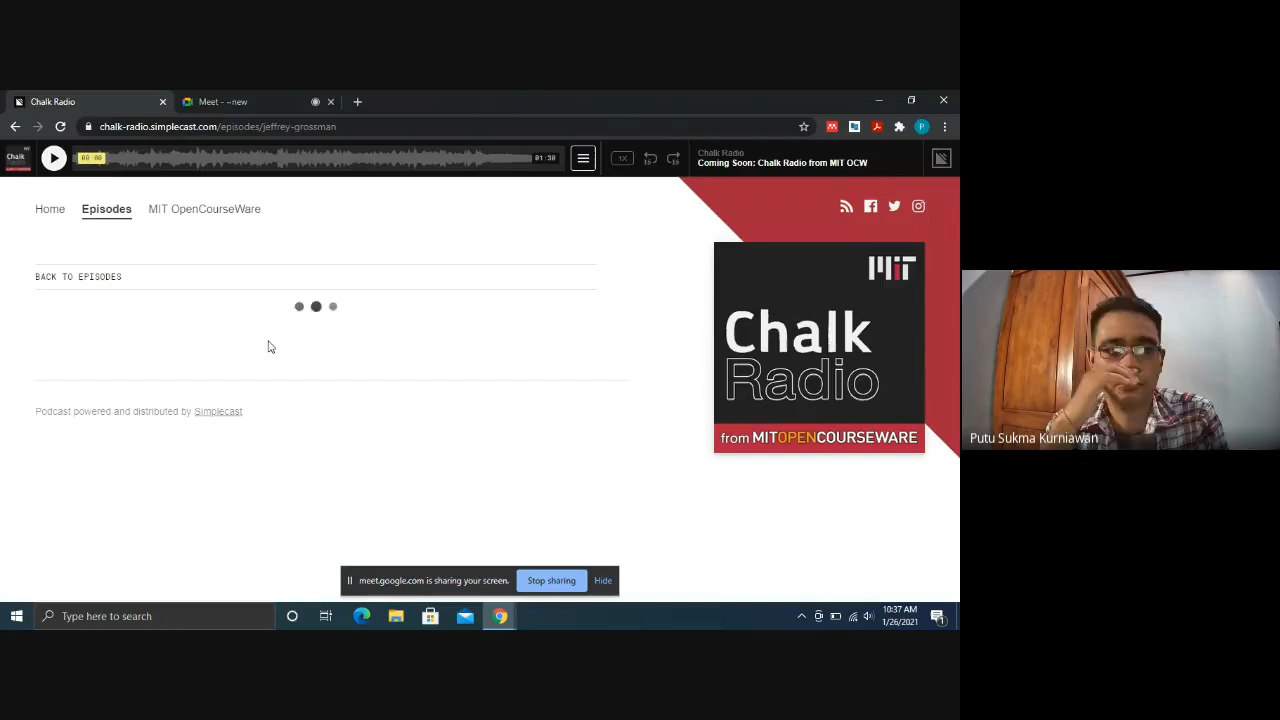 Chalk Radio
Meet - ~new
chalk-radio.simplecast.com/episodes/jeffrey-grossman
P
Chalk
00:00
01:30
1X
Chalk Radio
Coming Soon: Chalk Radio from MIT OCW
Home
Episodes
MIT OpenCourseWare
BACK TO EPISODES
MIT
Chalk
Radio
from MITOPENCOURSEWARE
Podcast powered and distributed by Simplecast
Putu Sukma Kurniawan
meet.google.com is sharing your screen.
Stop sharing
Hide
Type here to search
10:37 AM
1/26/2021
1